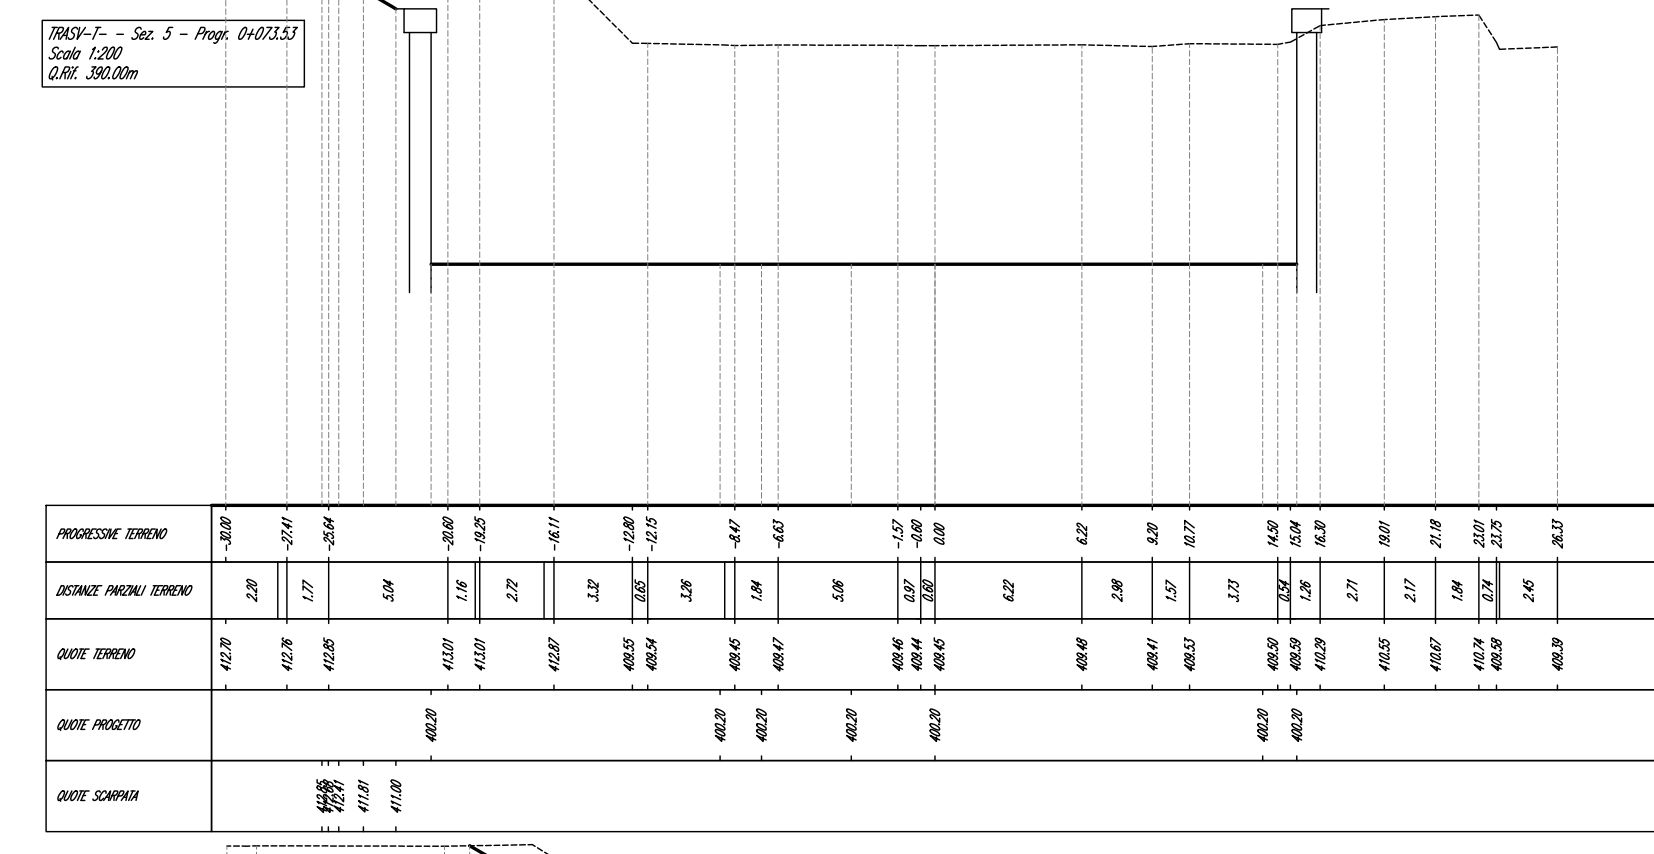 TRASV-T- - Sez. 5 - Progr. 0+073.53
Scala 1:200
Q.Rif. 390.00m
PROGRESSIVE TERRENO -30.00 -27.41 -25.64 -20.60 -19.25 -16.11 -12.80 -12.15 -8.47 -6.63 -1.57 -0.60 0.00 6.22 9.20 10.77 14.50 15.04 16.30 19.01 21.18 23.01 23.75 26.33
DISTANZE PARZIALI TERRENO 2.20 1.77 5.04 1.16 2.72 3.32 0.65 3.26 1.84 5.06 0.97 0.60 6.22 2.98 1.57 3.73 0.54 1.26 2.71 2.17 1.84 0.74 2.45
QUOTE TERRENO 412.70 412.76 412.85 413.01 413.01 412.87 409.55 409.54 409.45 409.47 409.46 409.44 409.45 409.48 409.41 409.53 409.50 409.59 410.29 410.55 410.67 410.74 409.58 409.39
QUOTE PROGETTO 400.20 400.20 400.20 400.20 400.20 400.20 400.20
QUOTE SCARPATA 412.41 411.81 411.00